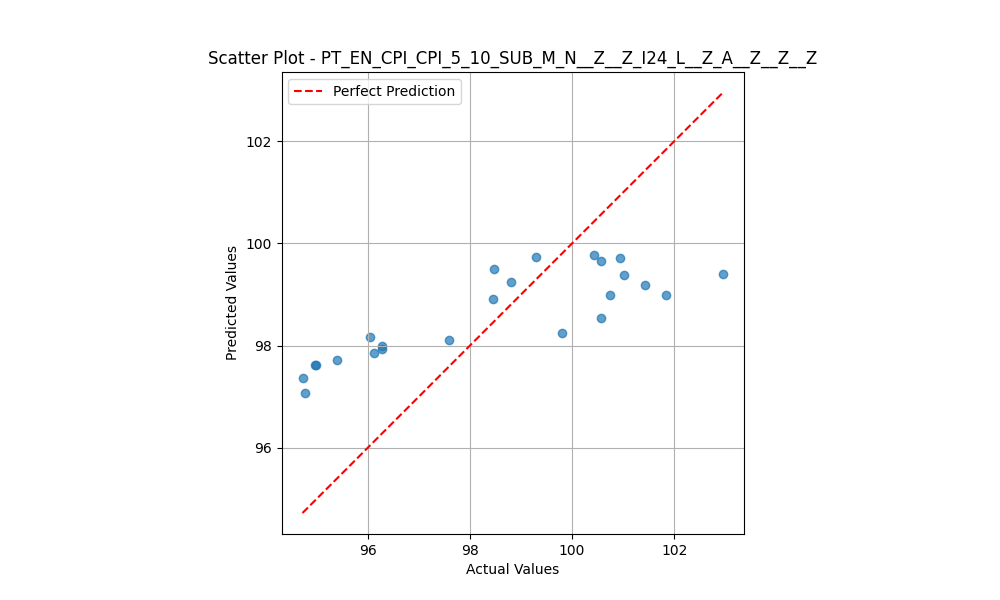 Scatter Plot - PT_EN_CPI_CPI_5_10_SUB_M_N__Z__Z_I24_L__Z_A__Z__Z__Z
Perfect Prediction
102
100
98
96
Predicted Values
96 98 100 102
Actual Values